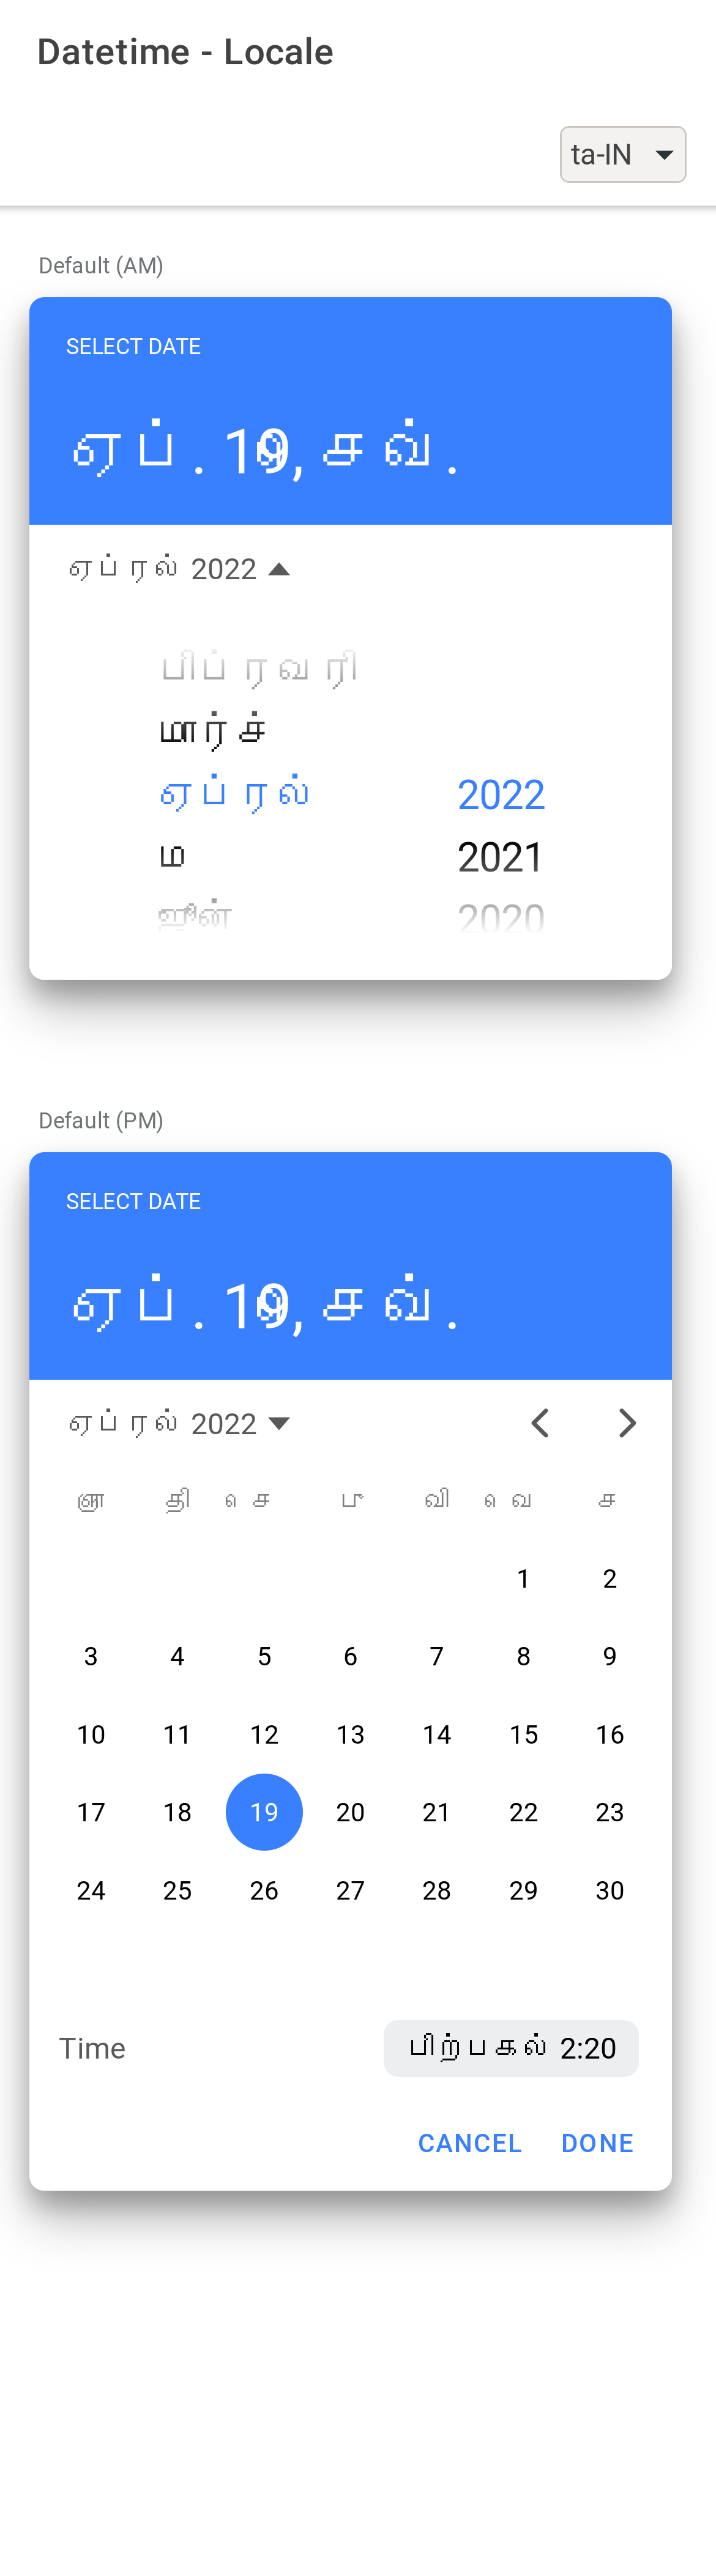 Datetime - Locale
ta-IN
Default (AM)
SELECT DATE
ஏப். 19, செவ்.
ஏப்ரல் 2022
பிப்ரவரி
மார்ச்
ஏப்ரல் 2022
ம 2021
ஜூன் 2020
Default (PM)
SELECT DATE
ஏப். 19, செவ்.
ஏப்ரல் 2022
ஞா தி செ பு வி வெ ச
1 2
3 4 5 6 7 8 9
10 11 12 13 14 15 16
17 18 19 20 21 22 23
24 25 26 27 28 29 30
Time பிற்பகல் 2:20
CANCEL DONE